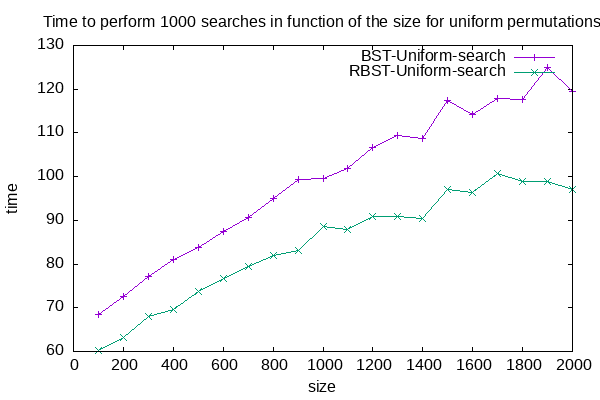 Time to perform 1000 searches in function of the size for uniform permutations
130
120
110
100
90
80
70
60
0 200 400 600 800 1000 1200 1400 1600 1800 2000
time
size
BST-Uniform-search
RBST-Uniform-search